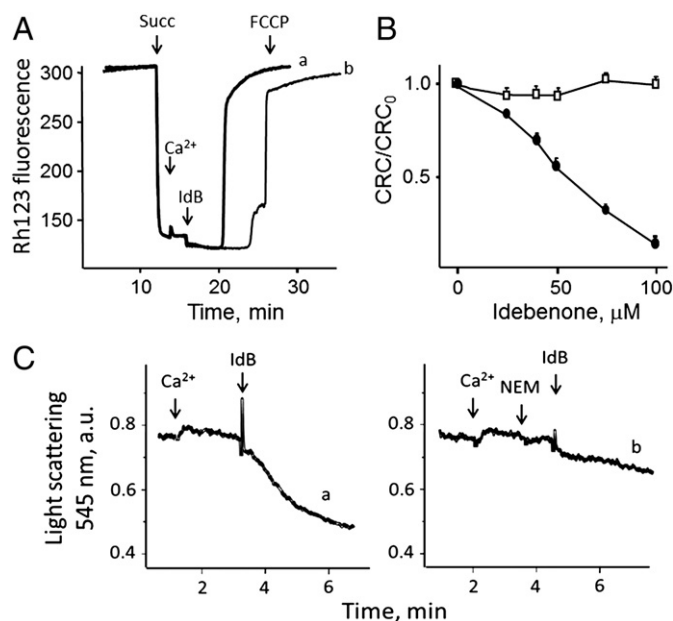 A
Succ
FCCP
a
b
300
250
200
150
Ca²⁺
IdB
Rh123 fluorescence
10
20
30
Time, min
B
1.0
0.5
CRC/CRC₀
0
50
100
Idebenone, μM
C
IdB
Ca²⁺
0.8
0.6
0.4
a
Light scattering
545 nm, a.u.
2
4
6
IdB
Ca²⁺
NEM
0.8
0.6
0.4
b
2
4
6
Time, min